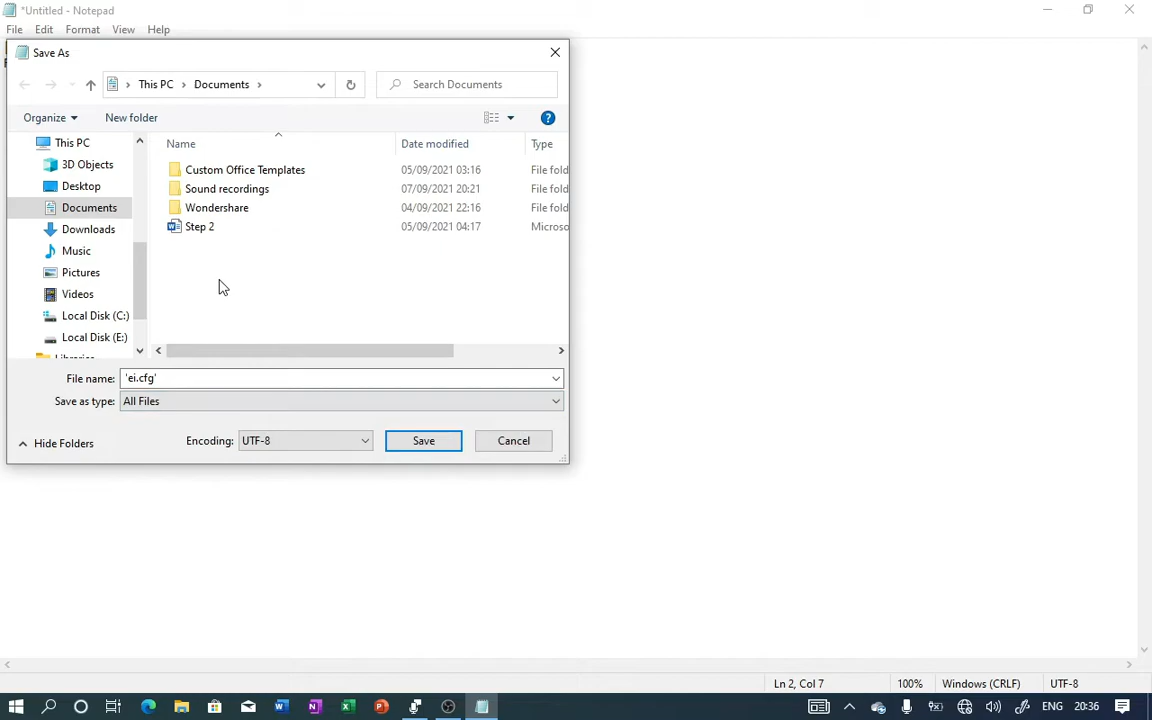 *Untitled - Notepad
File Edit Format View Help
Save As
This PC Documents
Search Documents
Organize New folder
This PC
3D Objects
Desktop
Documents
Downloads
Music
Pictures
Videos
Local Disk (C:)
Local Disk (E:)
Name Date modified Type
Custom Office Templates 05/09/2021 03:16 File fold
Sound recordings 07/09/2021 20:21 File fold
Wondershare 04/09/2021 22:16 File fold
Step 2 05/09/2021 04:17 Microso
File name: 'ei.cfg'
Save as type: All Files
Hide Folders Encoding: UTF-8 Save Cancel
Ln 2, Col 7 100% Windows (CRLF) UTF-8
ENG 20:36